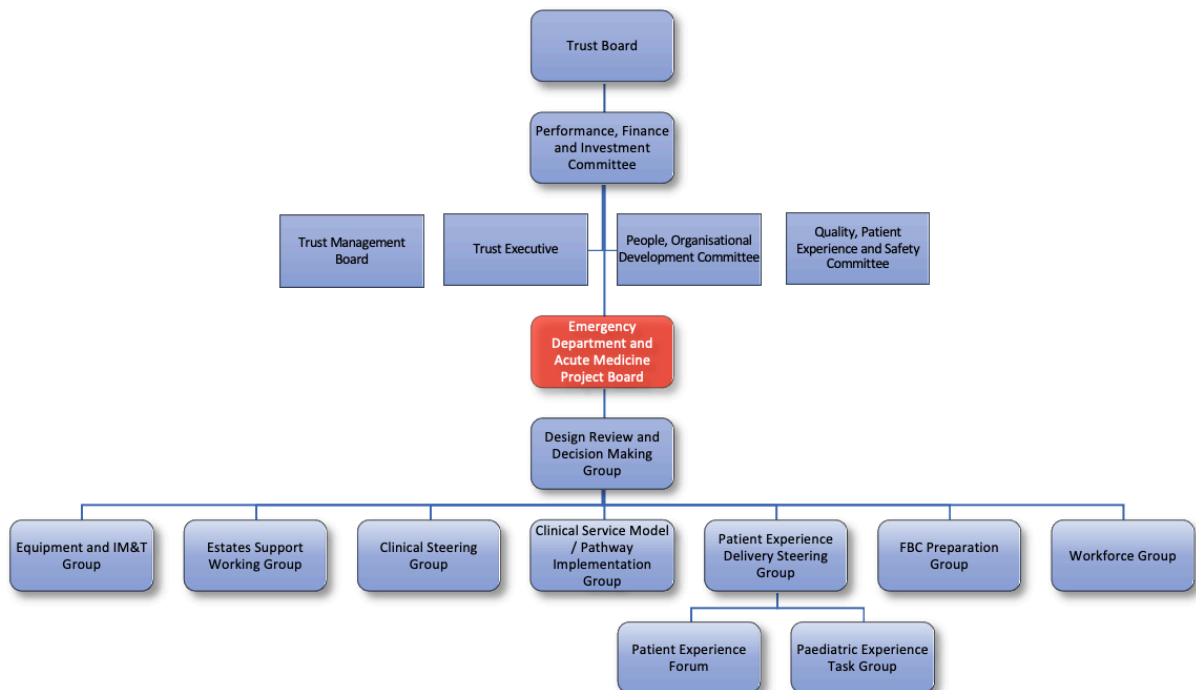 Trust Board
Performance, Finance
and Investment
Committee
Trust Management
Board
Trust Executive
People, Organisational
Development Committee
Quality, Patient
Experience and Safety
Committee
Emergency
Department and
Acute Medicine
Project Board
Design Review and
Decision Making
Group
Equipment and IM&T
Group
Estates Support
Working Group
Clinical Steering
Group
Clinical Service Model
/ Pathway
Implementation
Group
Patient Experience
Delivery Steering
Group
FBC Preparation
Group
Workforce Group
Patient Experience
Forum
Paediatric Experience
Task Group